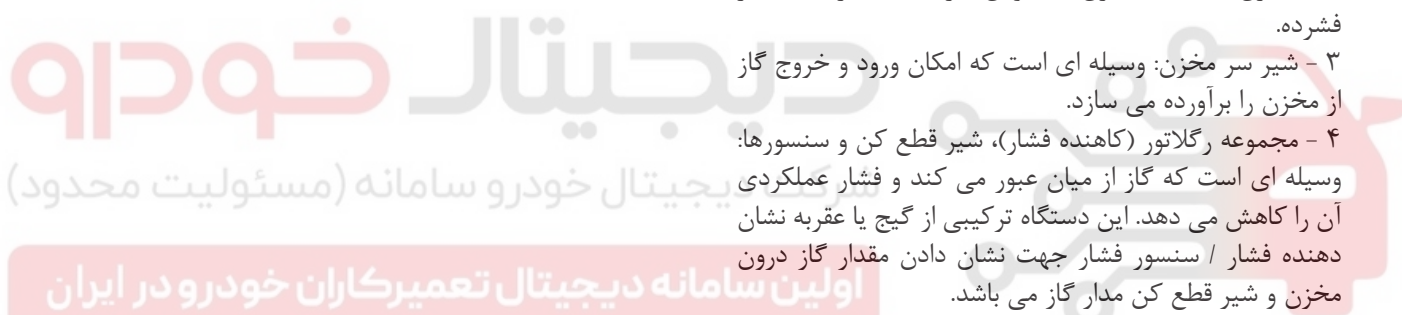 فشرده.
۳ - شیر سر مخزن: وسیله ای است که امکان ورود و خروج گاز
از مخزن را برآورده می سازد.
۴ - مجموعه رگلاتور (کاهنده فشار)، شیر قطع کن و سنسورها:
وسیله ای است که گاز از میان عبور می کند و فشار عملکردی
آن را کاهش می دهد. این دستگاه ترکیبی از گیج یا عقربه نشان
دهنده فشار / سنسور فشار جهت نشان دادن مقدار گاز درون
مخزن و شیر قطع کن مدار گاز می باشد.
دیجیتال خودرو
شرکت دیجیتال خودرو سامانه (مسئولیت محدود)
اولین سامانه دیجیتال تعمیرکاران خودرو در ایران